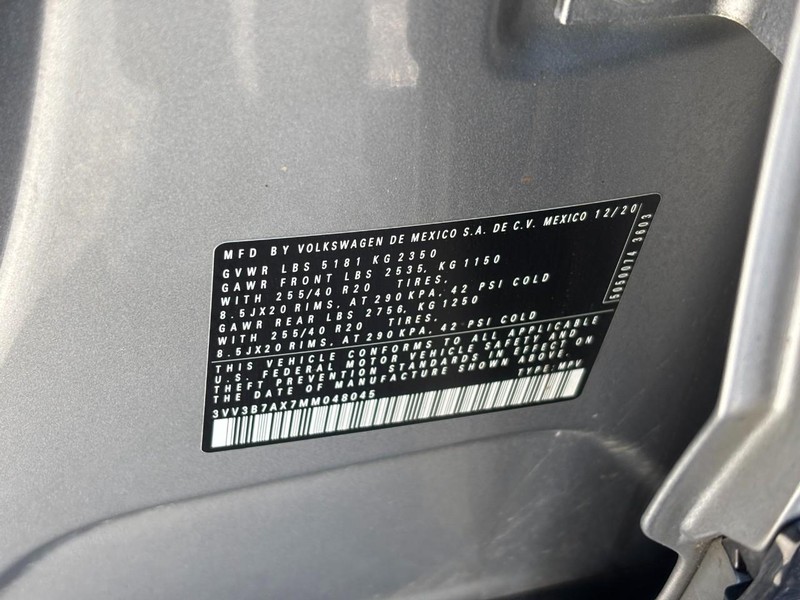 MFD BY VOLKSWAGEN DE MEXICO S.A. DE C.V. MEXICO 12/20
GVWR LBS 5181 KG 2350
GAWR FRONT LBS 2535, KG 1150
WITH 255/40 R20 TIRES.
8.5JX20 RIMS, AT 290 KPA, 42 PSI COLD
GAWR REAR LBS 2756, KG 1250
WITH 255/40 R20 TIRES.
8.5JX20 RIMS, AT 290 KPA, 42 PSI COLD
THIS VEHICLE CONFORMS TO ALL APPLICABLE
U.S. FEDERAL MOTOR VEHICLE SAFETY AND
THEFT PREVENTION STANDARDS IN EFFECT ON
THE DATE OF MANUFACTURE SHOWN ABOVE.
3VV3B7AX7MM048045 TYPE: MPV
5050074 3603